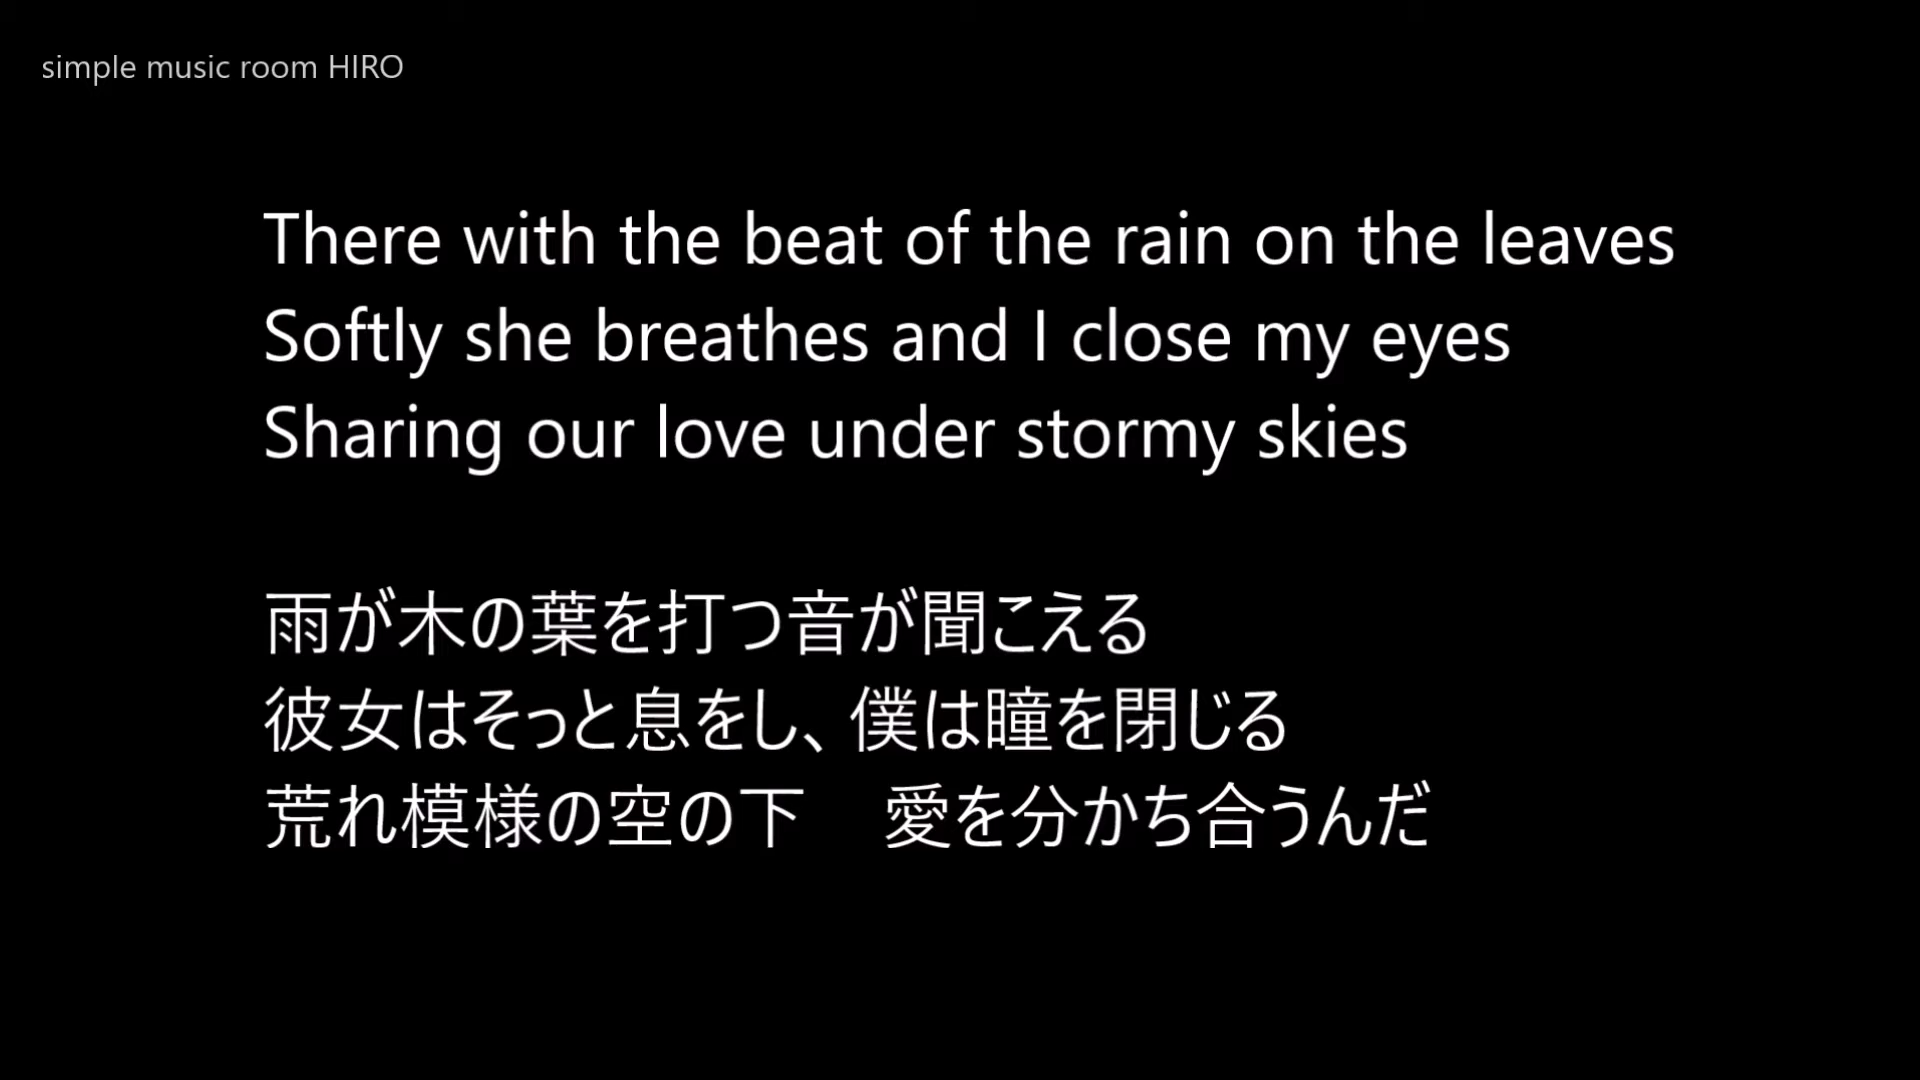 simple music room HIRO
There with the beat of the rain on the leaves
Softly she breathes and I close my eyes
Sharing our love under stormy skies
雨が木の葉を打つ音が聞こえる
彼女はそっと息をし、僕は瞳を閉じる
荒れ模様の空の下　愛を分かち合うんだ